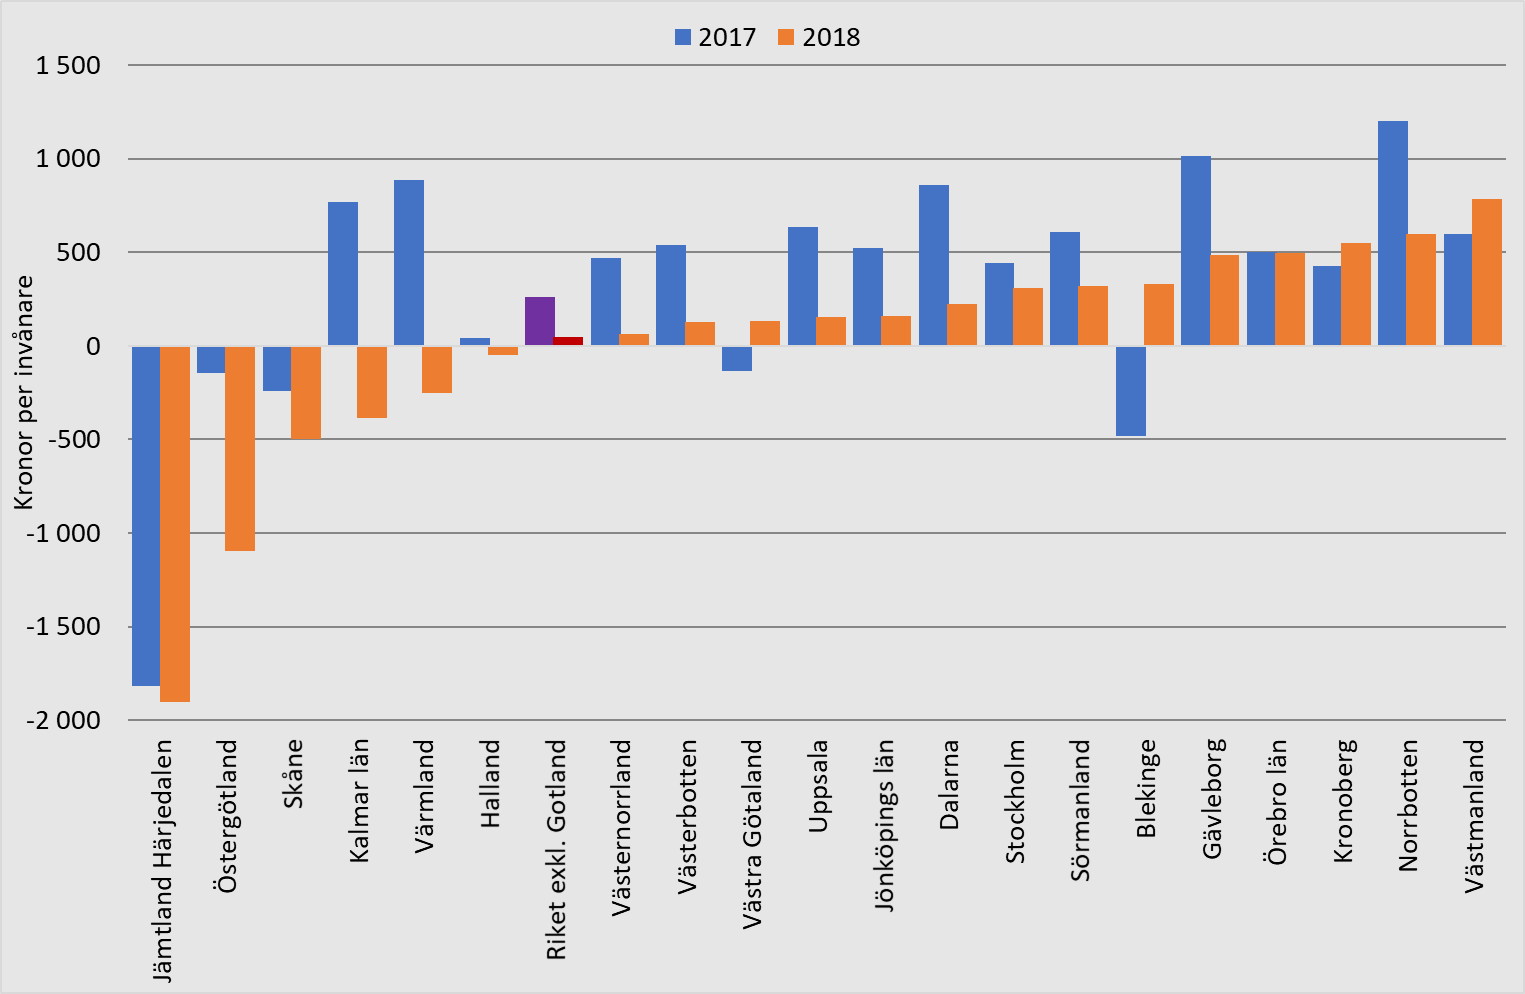 2017 2018
1 500
1 000
500
0
-500
-1 000
-1 500
-2 000
Kronor per invånare
Jämtland Härjedalen
Östergötland
Skåne
Kalmar län
Värmland
Halland
Riket exkl. Gotland
Västernorrland
Västerbotten
Västra Götaland
Uppsala
Jönköpings län
Dalarna
Stockholm
Sörmanland
Blekinge
Gävleborg
Örebro län
Kronoberg
Norrbotten
Västmanland